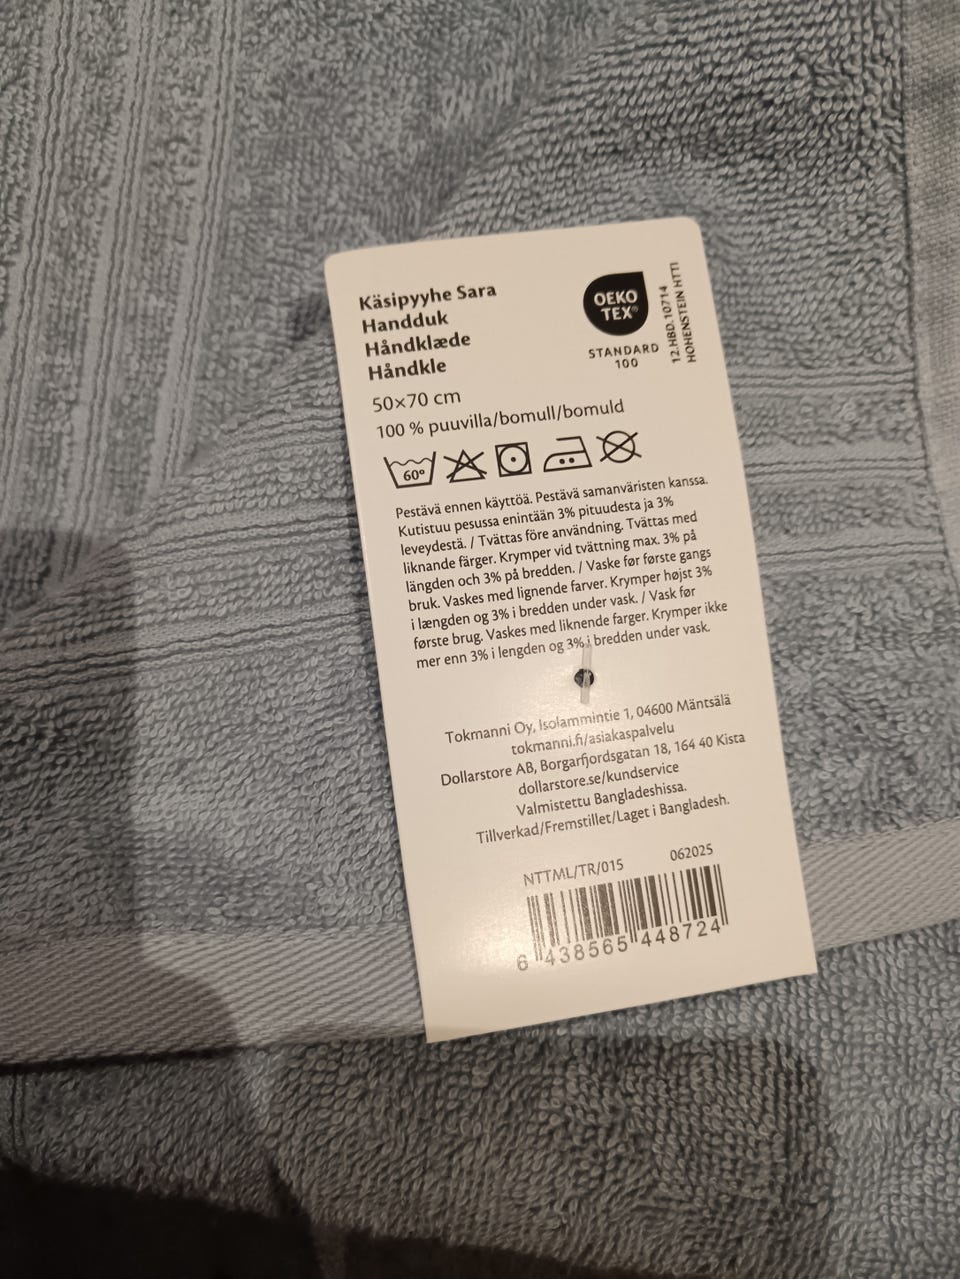 Käsipyyhe Sara
Handduk
Håndklæde
Håndkle
50×70 cm
100 % puuvilla/bomull/bomuld
OEKO
TEX®
STANDARD
100
12.HBD.10714
HOHENSTEIN HTTI
60°
Pestävä ennen käyttöä. Pestävä samanväristen kanssa.
Kutistuu pesussa enintään 3% pituudesta ja 3%
leveydestä. / Tvättas före användning. Tvättas med
liknande färger. Krymper vid tvättning max. 3% på
längden och 3% på bredden. / Vaske før første gangs
bruk. Vaskes med lignende farver. Krymper højst 3%
i længden og 3% i bredden under vask. / Vask før
første brug. Vaskes med liknende farger. Krymper ikke
mer enn 3% i lengden og 3% i bredden under vask.
Tokmanni Oy, Isolammintie 1, 04600 Mäntsälä
tokmanni.fi/asiakaspalvelu
Dollarstore AB, Borgarfjordsgatan 18, 164 40 Kista
dollarstore.se/kundservice
Valmistettu Bangladeshissa.
Tillverkad/Fremstillet/Laget i Bangladesh.
NTTML/TR/015 062025
6 438565 448724